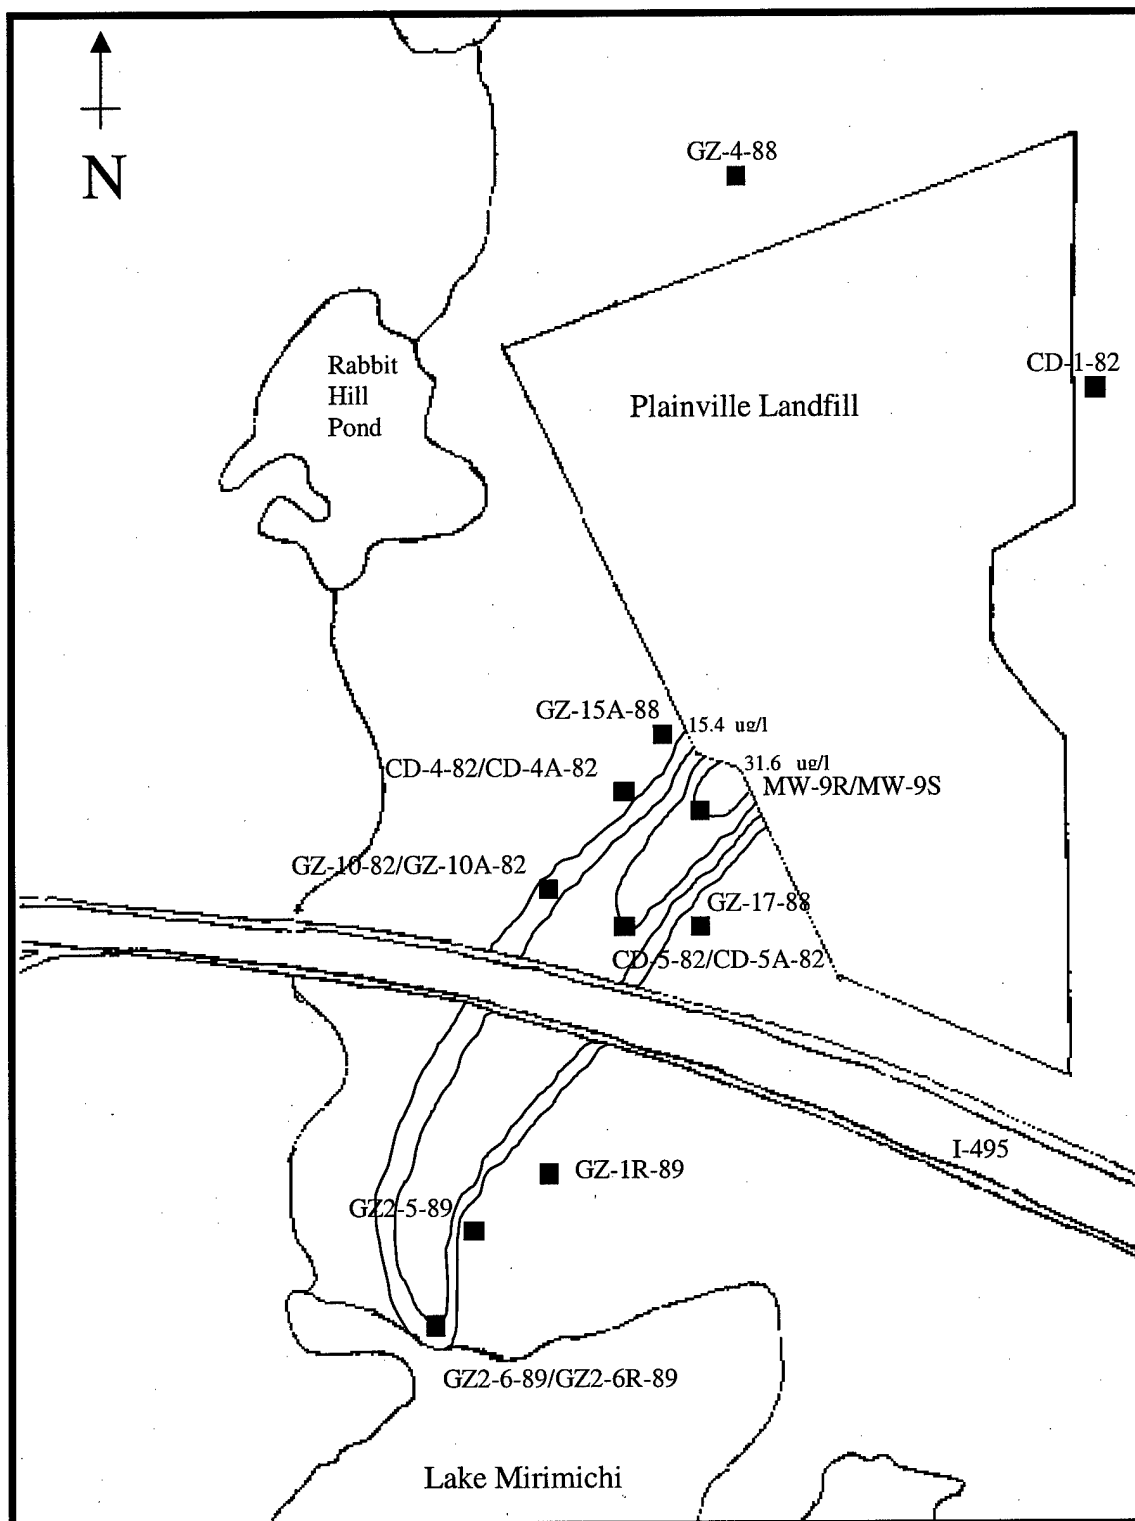 N
GZ-4-88
CD-1-82
Rabbit
Hill
Pond
Plainville Landfill
GZ-15A-88
15.4 ug/l
CD-4-82/CD-4A-82
31.6 ug/l
MW-9R/MW-9S
GZ-10-82/GZ-10A-82
GZ-17-88
CD-5-82/CD-5A-82
I-495
GZ-1R-89
GZ2-5-89
GZ2-6-89/GZ2-6R-89
Lake Mirimichi